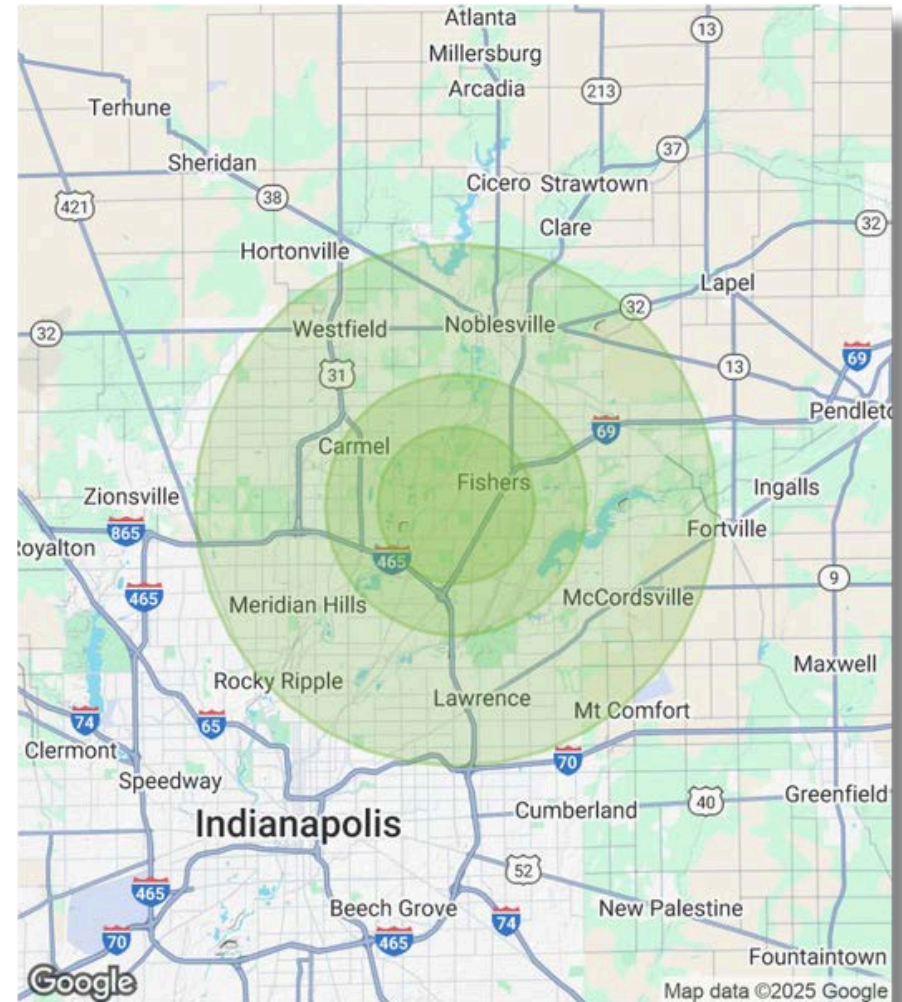 Atlanta
13
Millersburg
Arcadia
213
Terhune
37
Sheridan
Cicero
Strawtown
38
421
Clare
32
Hortonville
Lapel
32
Westfield
Noblesville
32
69
31
13
Pendleto
69
Carmel
Fishers
Ingalls
Zionsville
Fortville
865
Royalton
465
9
465
Meridian Hills
McCordsville
Maxwell
Rocky Ripple
Lawrence
Mt Comfort
74
65
Clermont
70
Speedway
Greenfield
40
Cumberland
Indianapolis
52
465
Beech Grove
74
New Palestine
70
465
Fountaintown
Google
Map data ©2025 Google